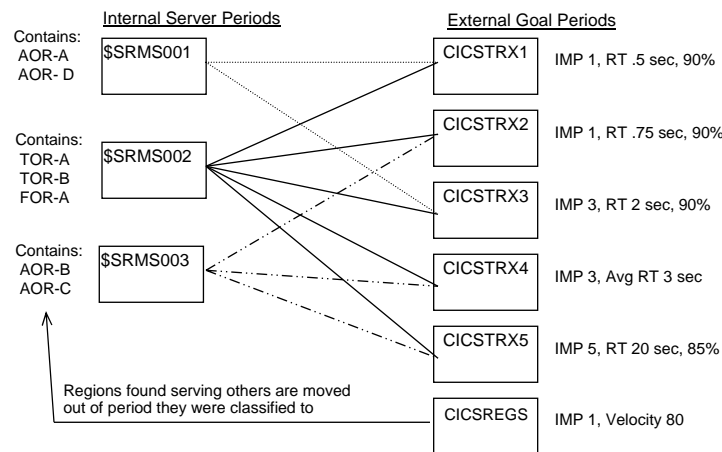 Internal Server Periods
External Goal Periods
Contains:
AOR-A
AOR- D
$SRMS001
CICSTRX1
IMP 1, RT .5 sec, 90%
CICSTRX2
IMP 1, RT .75 sec, 90%
Contains:
TOR-A
TOR-B
FOR-A
$SRMS002
CICSTRX3
IMP 3, RT 2 sec, 90%
Contains:
AOR-B
AOR-C
$SRMS003
CICSTRX4
IMP 3, Avg RT 3 sec
CICSTRX5
IMP 5, RT 20 sec, 85%
Regions found serving others are moved
out of period they were classified to
CICSREGS
IMP 1, Velocity 80